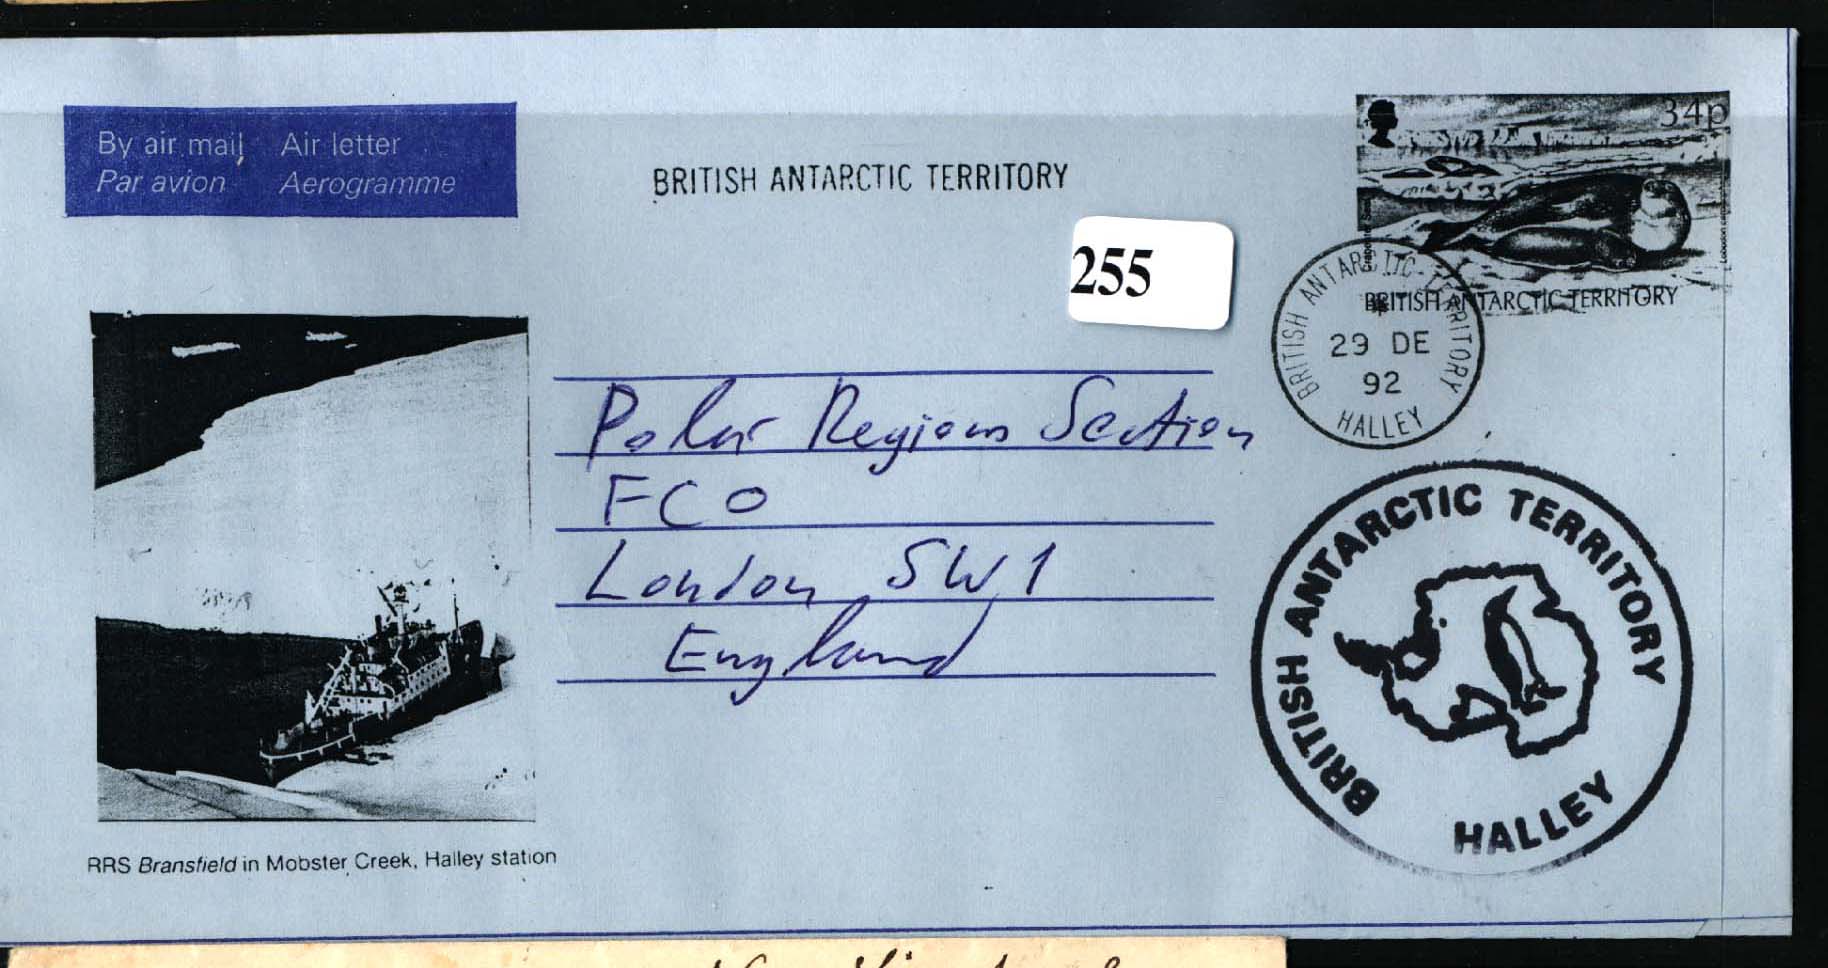 By air mail Air letter
Par avion Aerogramme
BRITISH ANTARCTIC TERRITORY
34p
BRITISH ANTARCTIC TERRITORY
255
BRITISH ANTARCTIC TERRITORY
29 DE
92
HALLEY
Polar Regions Section
FCO
London SW1
England
BRITISH ANTARCTIC TERRITORY
HALLEY
RRS Bransfield in Mobster Creek, Halley station